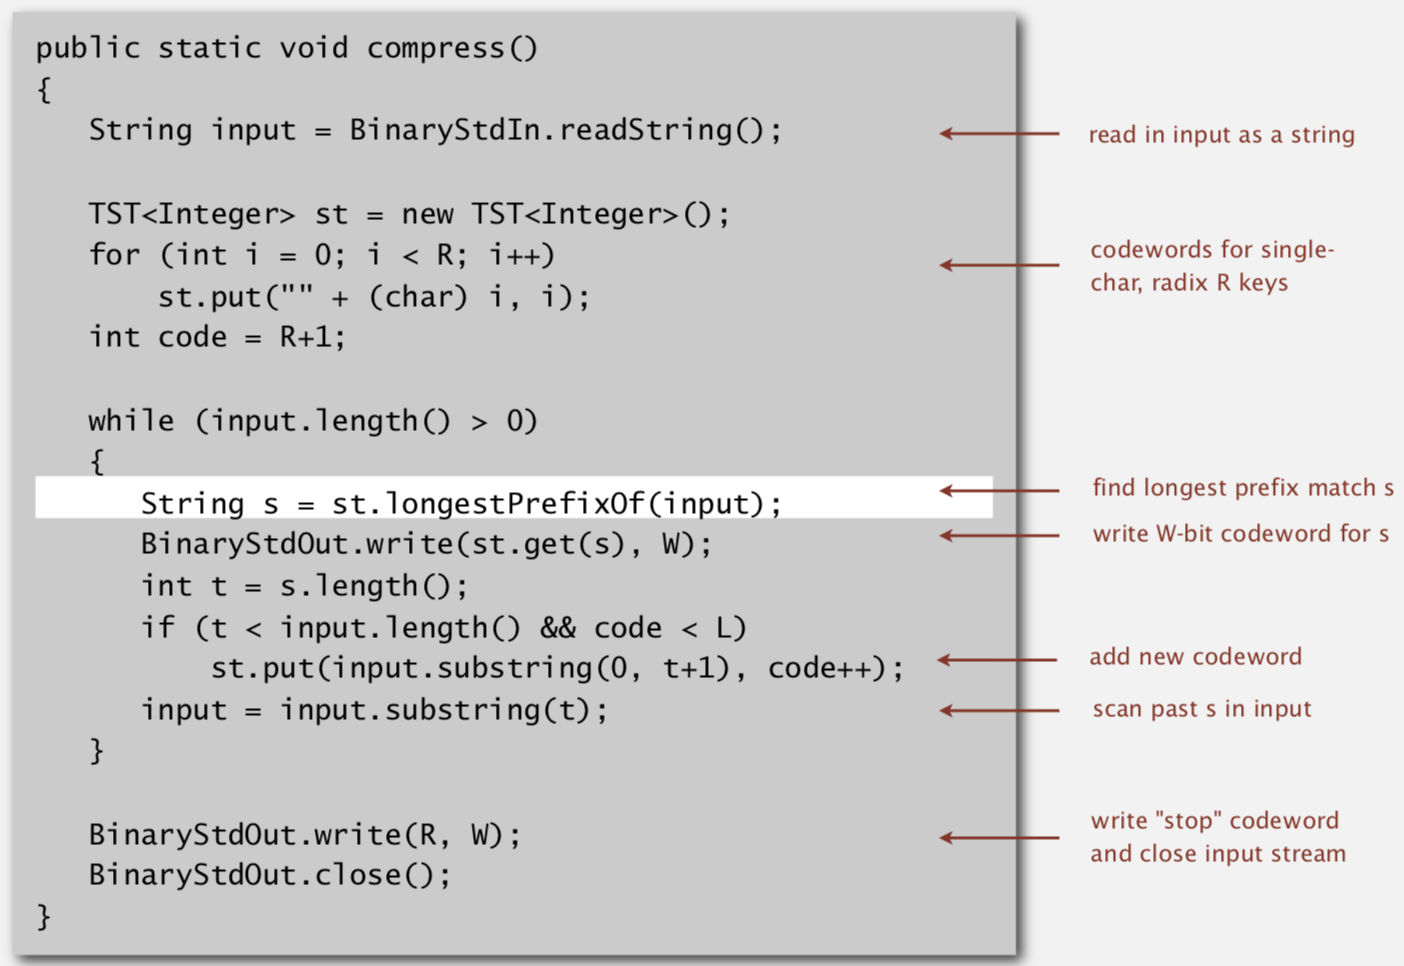 public static void compress()
{
String input = BinaryStdIn.readString();
read in input as a string
TST<Integer> st = new TST<Integer>();
for (int i = 0; i < R; i++)
codewords for single-
char, radix R keys
st.put("" + (char) i, i);
int code = R+1;
while (input.length() > 0)
{
String s = st.longestPrefixOf(input);
find longest prefix match s
BinaryStdOut.write(st.get(s), W);
write W-bit codeword for s
int t = s.length();
if (t < input.length() && code < L)
st.put(input.substring(0, t+1), code++);
add new codeword
input = input.substring(t);
scan past s in input
}
BinaryStdOut.write(R, W);
write "stop" codeword
and close input stream
BinaryStdOut.close();
}